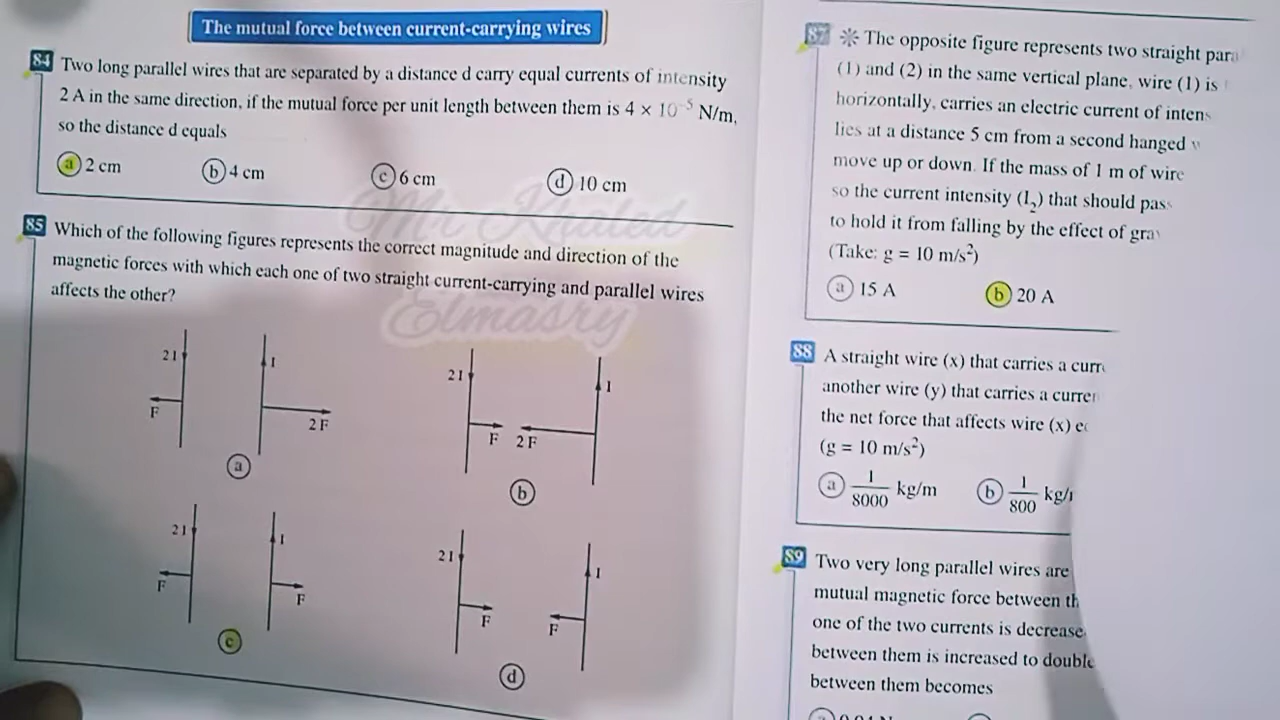 The mutual force between current-carrying wires
84 Two long parallel wires that are separated by a distance d carry equal currents of intensity
2 A in the same direction, if the mutual force per unit length between them is 4 × 10⁻⁵ N/m,
so the distance d equals
a 2 cm b 4 cm c 6 cm d 10 cm
Mr Khaled
Elmasry
85 Which of the following figures represents the correct magnitude and direction of the
magnetic forces with which each one of two straight current-carrying and parallel wires
affects the other?
2I I
F 2F
a
2I I
F 2F
b
2I I
F F
c
2I I
F F
d
87 ※ The opposite figure represents two straight para
(1) and (2) in the same vertical plane, wire (1) is
horizontally, carries an electric current of intens
lies at a distance 5 cm from a second hanged
move up or down. If the mass of 1 m of wire
so the current intensity (I₂) that should pas
to hold it from falling by the effect of gra
(Take: g = 10 m/s²)
a 15 A b 20 A
88 A straight wire (x) that carries a curr
another wire (y) that carries a curre
the net force that affects wire (x) e
(g = 10 m/s²)
a 1/8000 kg/m b 1/800 kg/
89 Two very long parallel wires are
mutual magnetic force between th
one of the two currents is decrease
between them is increased to double
between them becomes